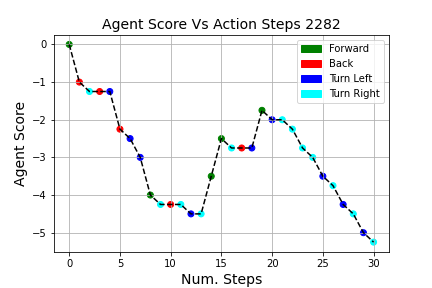 Agent Score Vs Action Steps 2282
Forward
Back
Turn Left
Turn Right
Agent Score
0
−1
−2
−3
−4
−5
0 5 10 15 20 25 30
Num. Steps